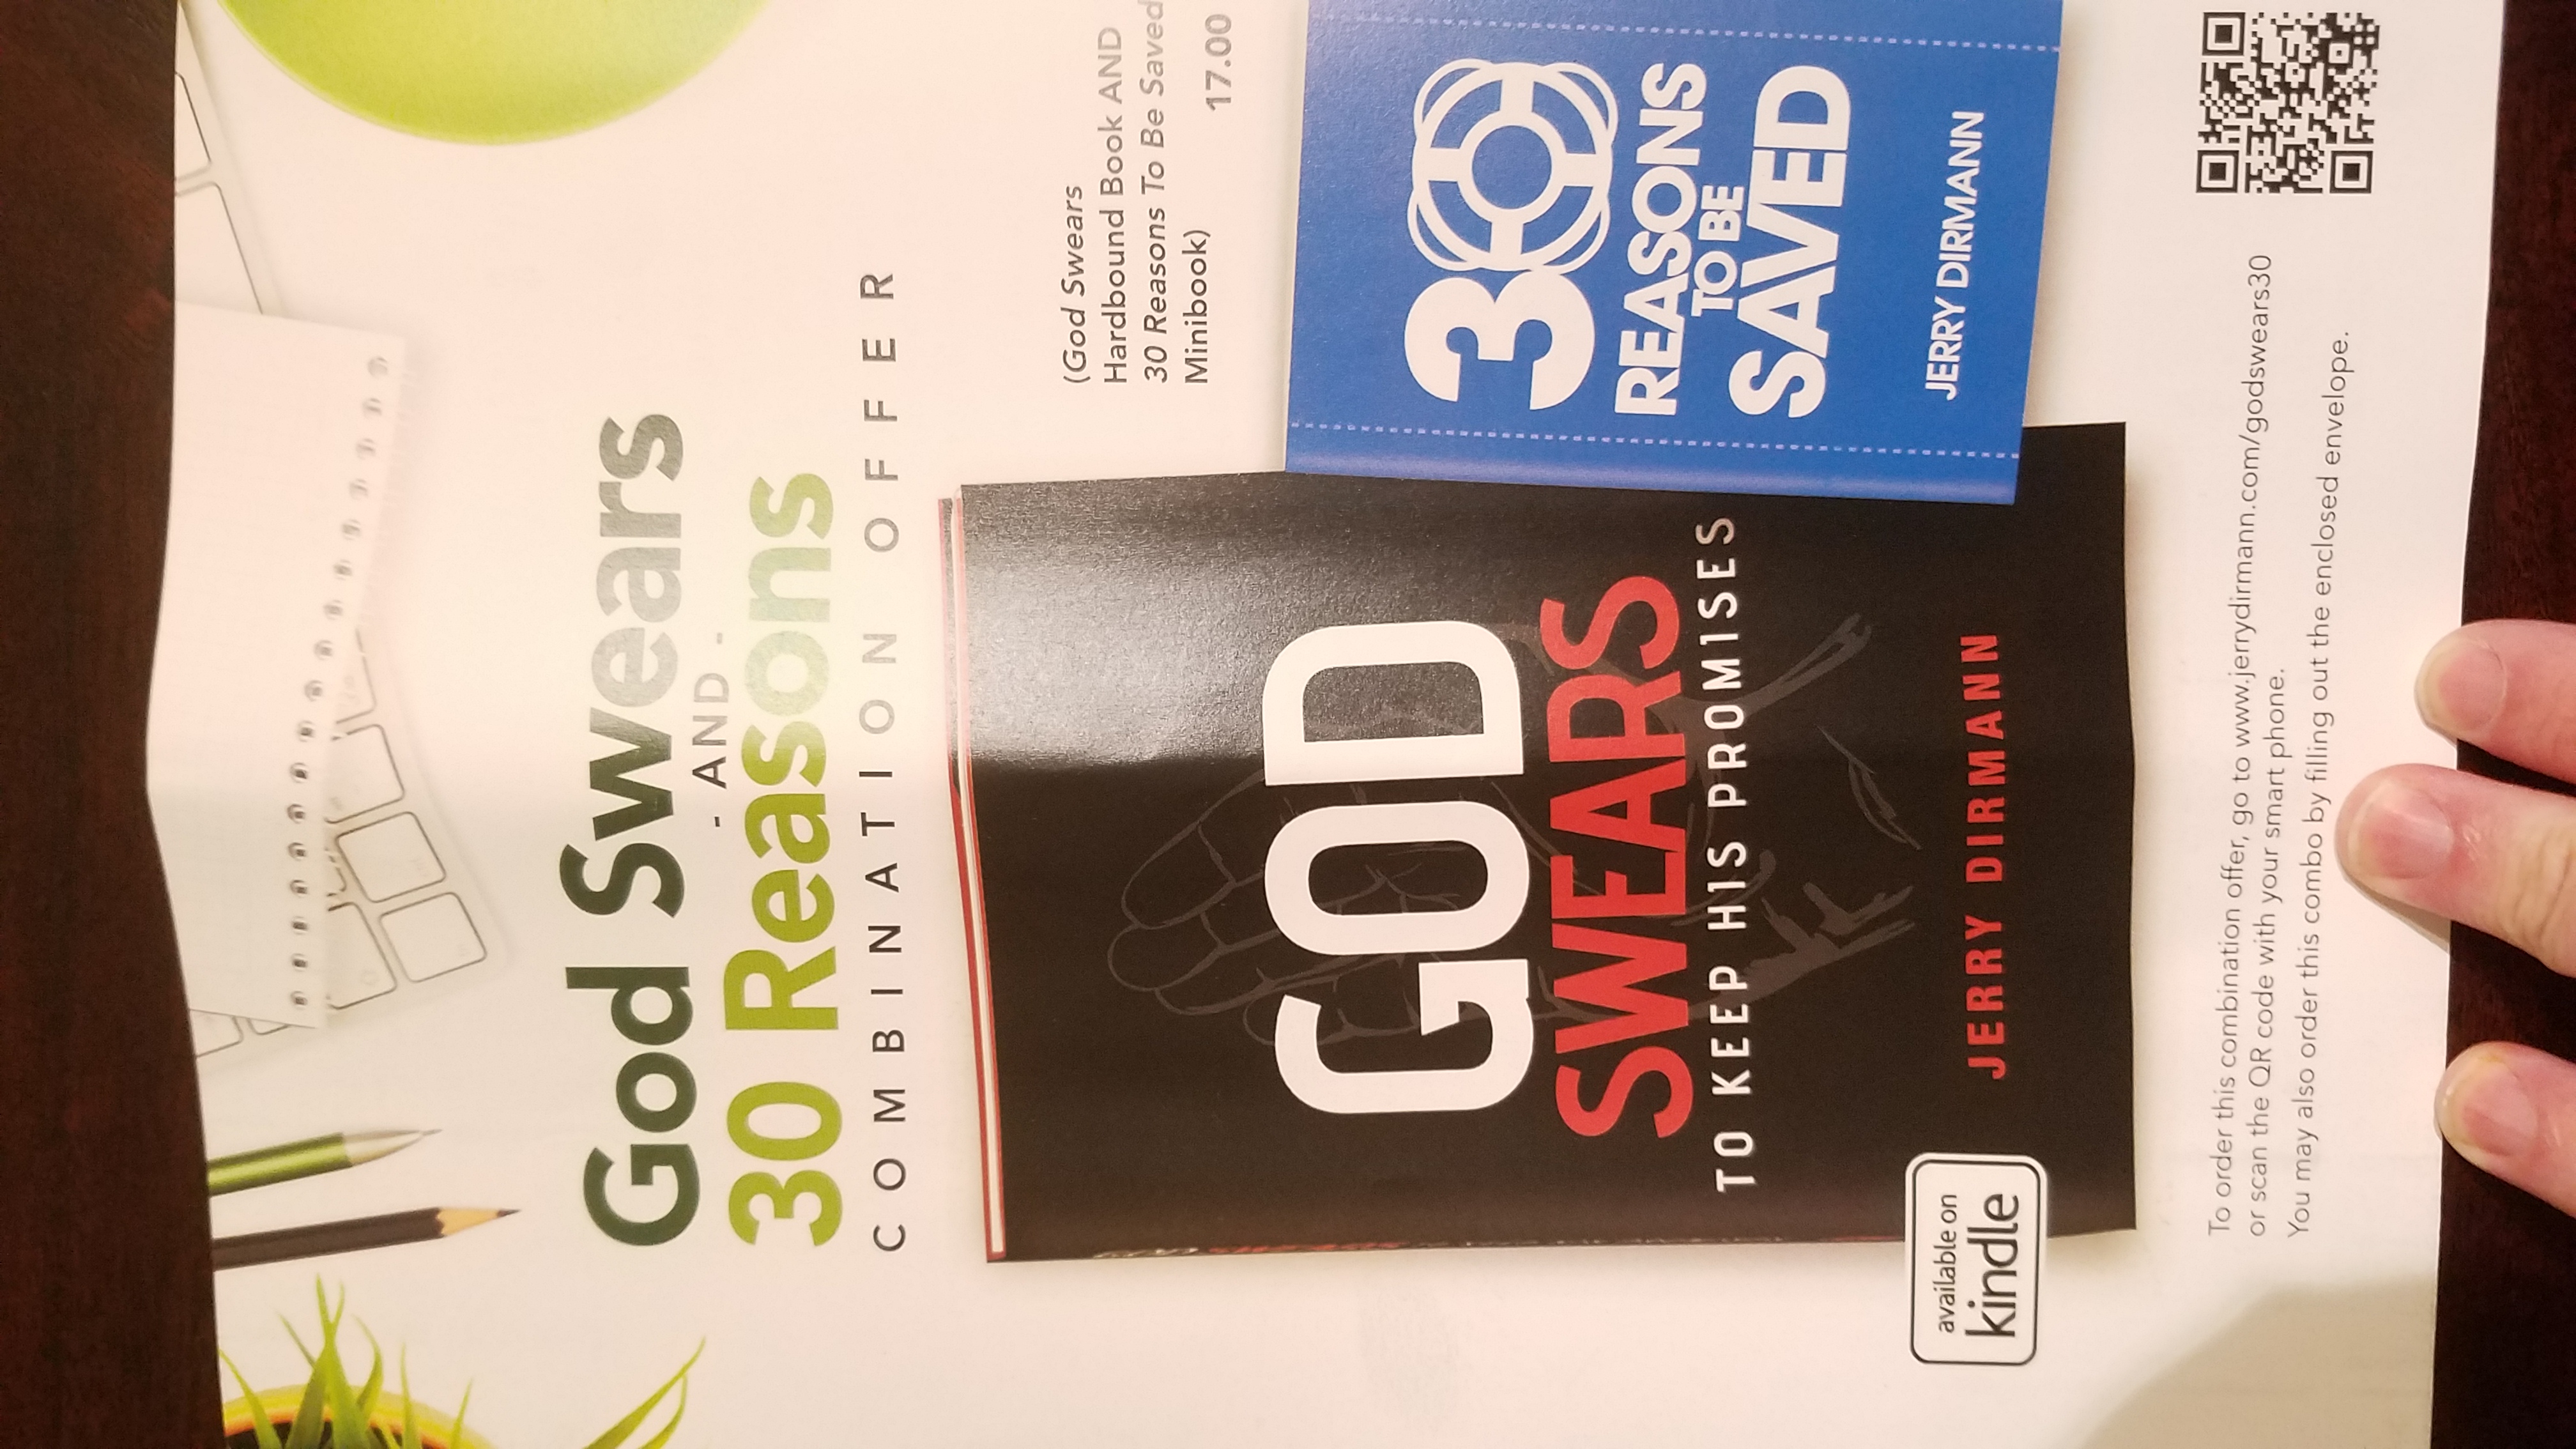 God Swears
- AND -
30 Reasons
COMBINATION OFFER
(God Swears
Hardbound Book AND
30 Reasons To Be Saved
Minibook)
17.00
GOD
SWEARS
TO KEEP HIS PROMISES
JERRY DIRMANN
available on
kindle
30
REASONS
TO BE
SAVED
JERRY DIRMANN
To order this combination offer, go to www.jerrydirmann.com/godswears30
or scan the QR code with your smart phone.
You may also order this combo by filling out the enclosed envelope.